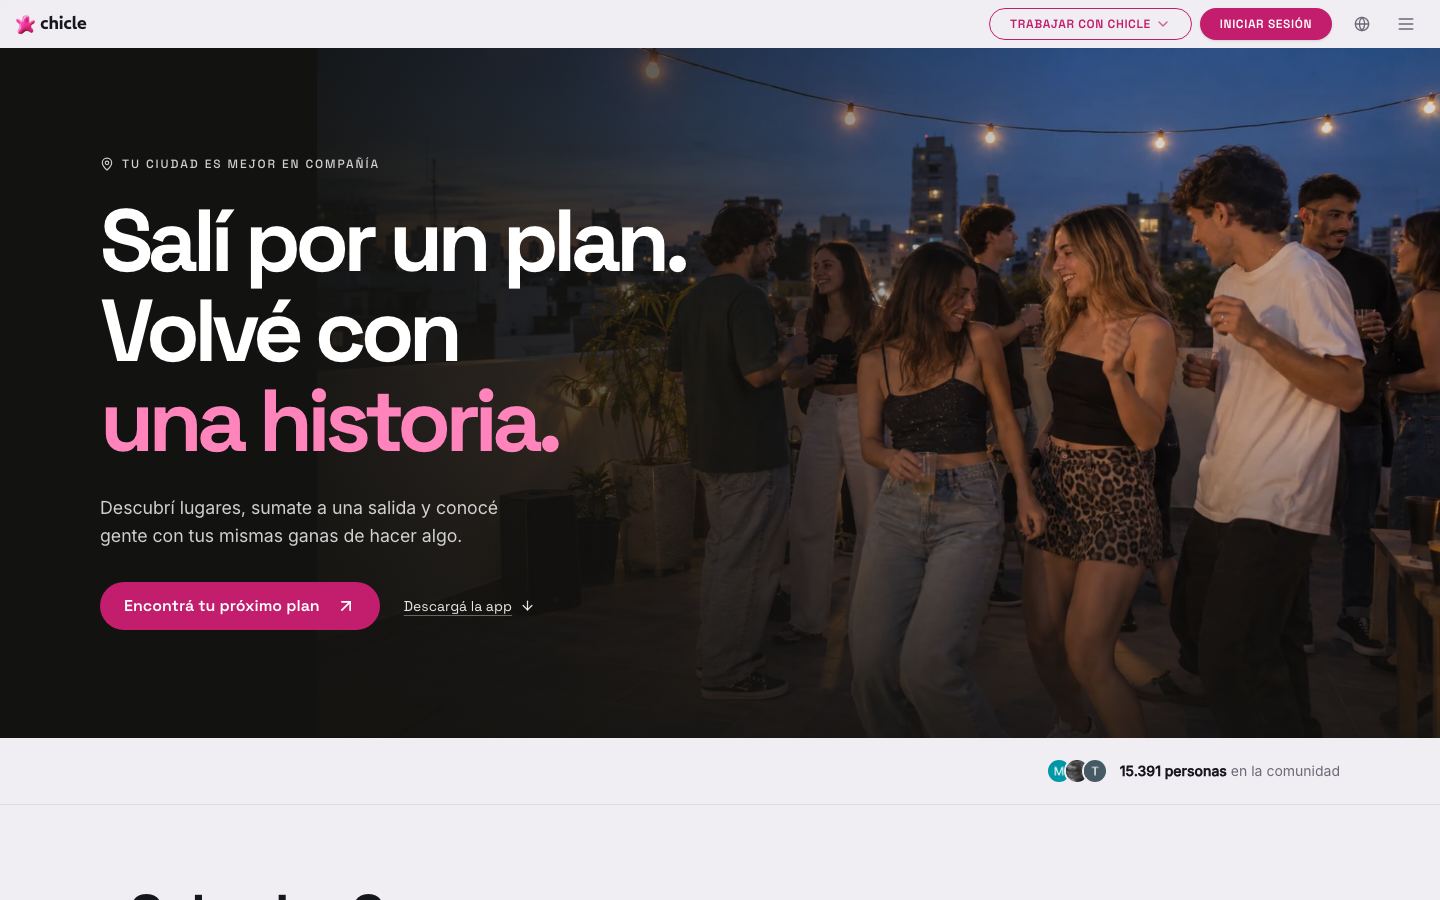 chicle
TRABAJAR CON CHICLE
INICIAR SESIÓN
TU CIUDAD ES MEJOR EN COMPAÑÍA
Salí por un plan.
Volvé con
una historia.
Descubrí lugares, sumate a una salida y conocé
gente con tus mismas ganas de hacer algo.
Encontrá tu próximo plan
Descargá la app
M
T
15.391 personas en la comunidad